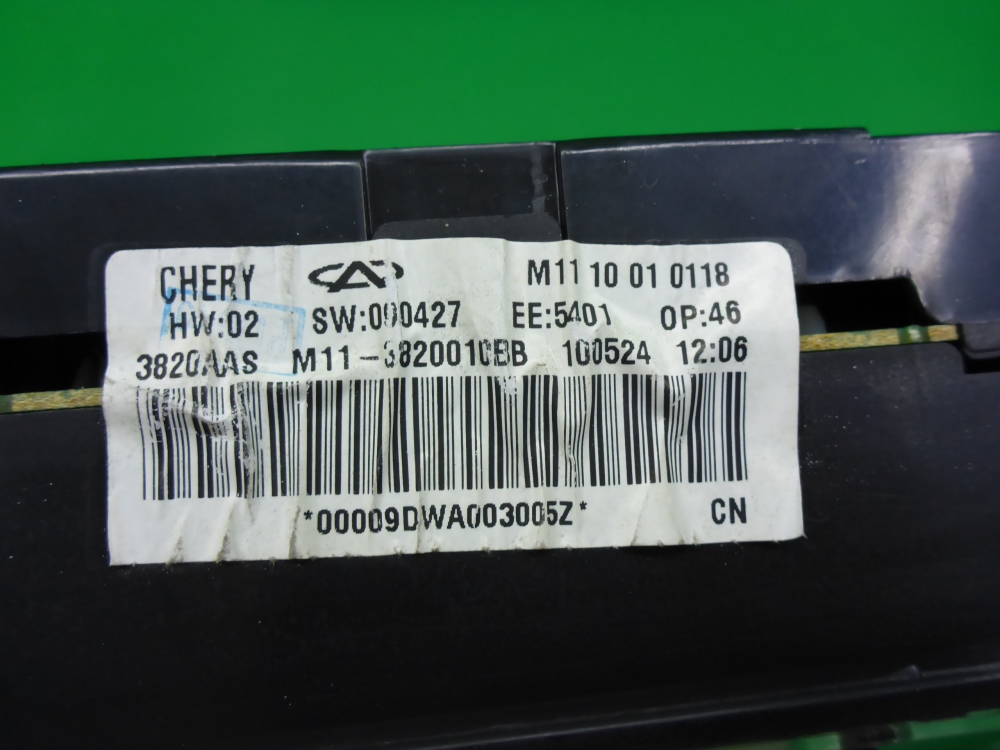 CHERY M11 10 01 0118
HW:02 SW:090427 EE:5401 OP:46
3820AAS M11-3820010BB 100524 12:06
*00009DWA003005Z* CN